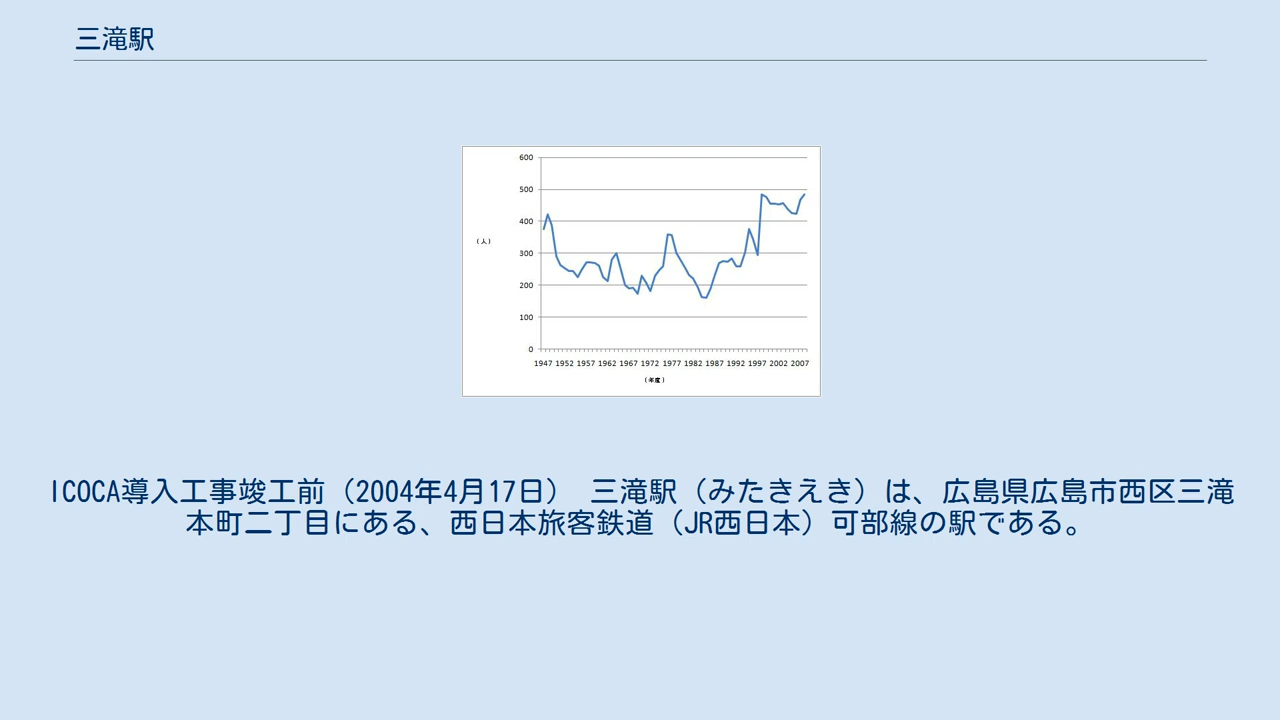 三滝駅
600
500
400
（人）
300
200
100
0
1947 1952 1957 1962 1967 1972 1977 1982 1987 1992 1997 2002 2007
（年度）
ICOCA導入工事竣工前（2004年4月17日） 三滝駅（みたきえき）は、広島県広島市西区三滝
本町二丁目にある、西日本旅客鉄道（JR西日本）可部線の駅である。